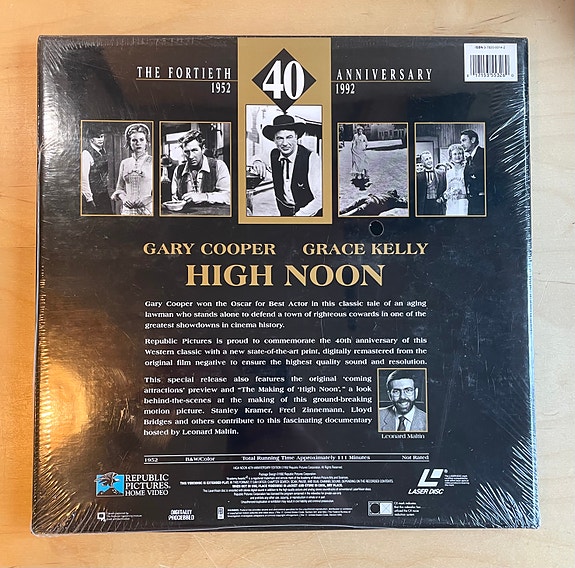 THE FORTIETH 40 ANNIVERSARY
1952 1992
GARY COOPER GRACE KELLY
HIGH NOON
Gary Cooper won the Oscar for Best Actor in this classic tale of an aging
lawman who stands alone to defend a town of righteous cowards in one of the
greatest showdowns in cinema history.
Republic Pictures is proud to commemorate the 40th anniversary of this
Western classic with a new state-of-the-art print, digitally remastered from the
original film negative to ensure the highest quality sound and resolution.
This special release also features the original 'coming
attractions' preview and "The Making of 'High Noon'," a look
behind-the-scenes at the making of this ground-breaking
motion picture. Stanley Kramer, Fred Zinnemann, Lloyd
Bridges and others contribute to this fascinating documentary
hosted by Leonard Maltin.
Leonard Maltin
1952 B&W/Color Total Running Time Approximately 111 Minutes Not Rated
REPUBLIC
PICTURES
HOME VIDEO
DIGITALLY
PROCESSED
LASER DISC